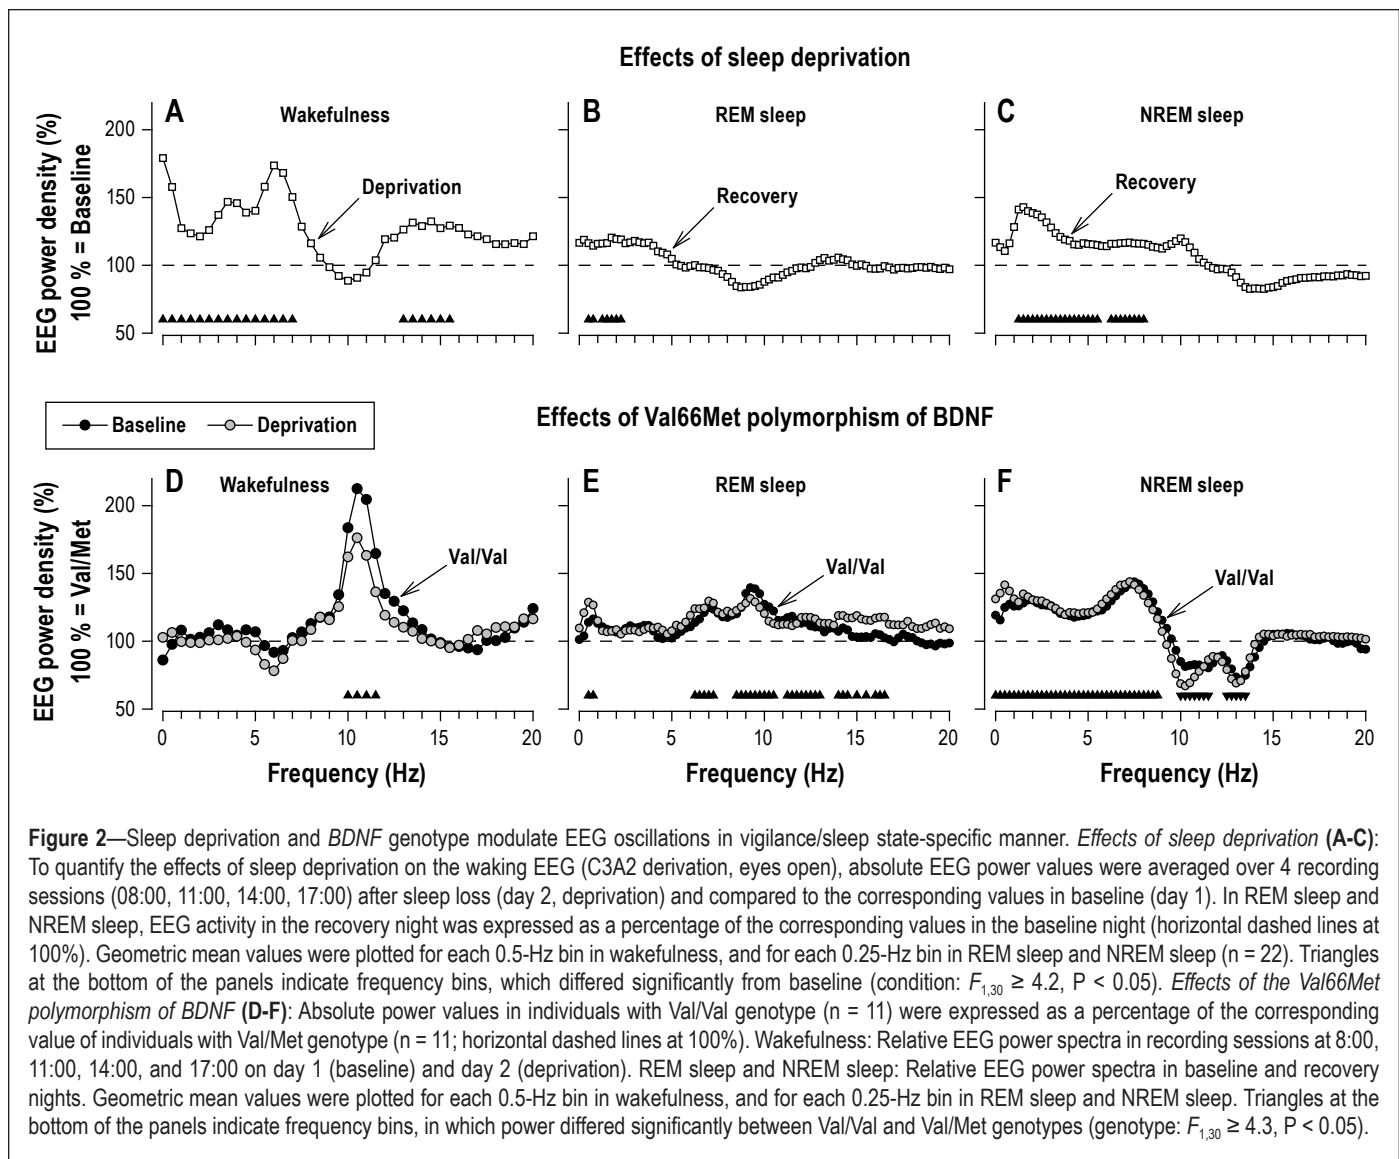 Effects of sleep deprivation
A Wakefulness
B REM sleep
C NREM sleep
EEG power density (%)
100 % = Baseline
200
150
100
50
Deprivation
Recovery
Recovery
Baseline Deprivation
Effects of Val66Met polymorphism of BDNF
D Wakefulness
E REM sleep
F NREM sleep
EEG power density (%)
100 % = Val/Met
200
150
100
50
Val/Val
Val/Val
Val/Val
0 5 10 15 20
0 5 10 15 20
0 5 10 15 20
Frequency (Hz)
Frequency (Hz)
Frequency (Hz)
Figure 2—Sleep deprivation and BDNF genotype modulate EEG oscillations in vigilance/sleep state-specific manner. Effects of sleep deprivation (A-C):
To quantify the effects of sleep deprivation on the waking EEG (C3A2 derivation, eyes open), absolute EEG power values were averaged over 4 recording
sessions (08:00, 11:00, 14:00, 17:00) after sleep loss (day 2, deprivation) and compared to the corresponding values in baseline (day 1). In REM sleep and
NREM sleep, EEG activity in the recovery night was expressed as a percentage of the corresponding values in the baseline night (horizontal dashed lines at
100%). Geometric mean values were plotted for each 0.5-Hz bin in wakefulness, and for each 0.25-Hz bin in REM sleep and NREM sleep (n = 22). Triangles
at the bottom of the panels indicate frequency bins, which differed significantly from baseline (condition: F1,30 ≥ 4.2, P < 0.05). Effects of the Val66Met
polymorphism of BDNF (D-F): Absolute power values in individuals with Val/Val genotype (n = 11) were expressed as a percentage of the corresponding
value of individuals with Val/Met genotype (n = 11; horizontal dashed lines at 100%). Wakefulness: Relative EEG power spectra in recording sessions at 8:00,
11:00, 14:00, and 17:00 on day 1 (baseline) and day 2 (deprivation). REM sleep and NREM sleep: Relative EEG power spectra in baseline and recovery
nights. Geometric mean values were plotted for each 0.5-Hz bin in wakefulness, and for each 0.25-Hz bin in REM sleep and NREM sleep. Triangles at the
bottom of the panels indicate frequency bins, in which power differed significantly between Val/Val and Val/Met genotypes (genotype: F1,30 ≥ 4.3, P < 0.05).